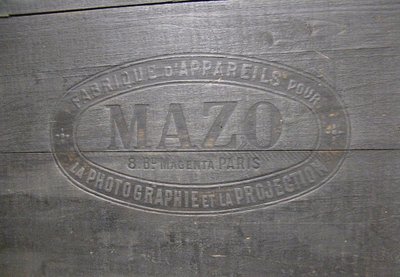 FABRIQUE D'APPAREILS POUR
MAZO
8. Bd MAGENTA PARIS
LA PHOTOGRAPHIE ET LA PROJECTION